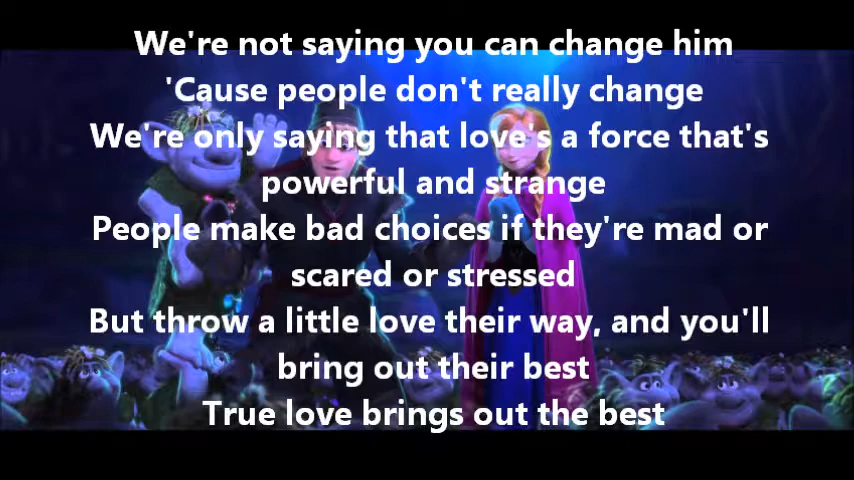 We're not saying you can change him
'Cause people don't really change
We're only saying that love's a force that's
powerful and strange
People make bad choices if they're mad or
scared or stressed
But throw a little love their way, and you'll
bring out their best
True love brings out the best